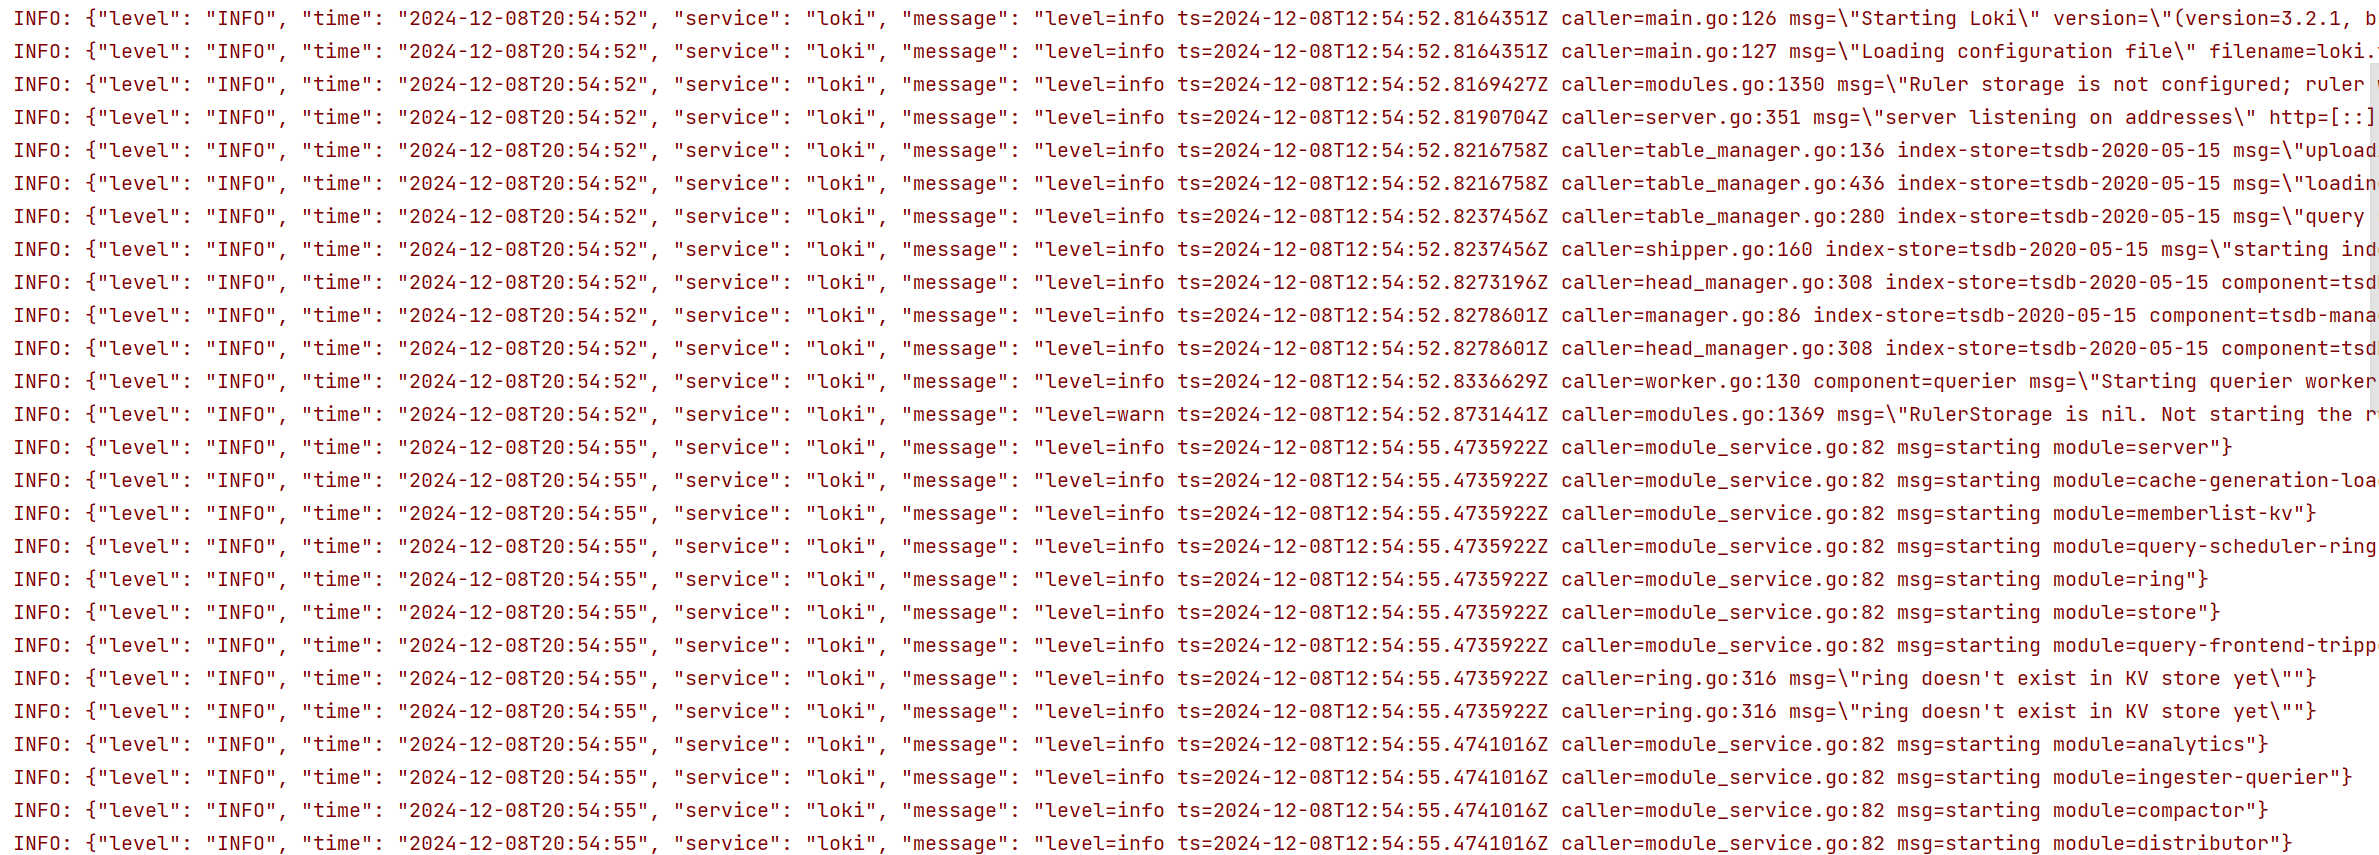 INFO: {"level": "INFO", "time": "2024-12-08T20:54:52", "service": "loki", "message": "level=info ts=2024-12-08T12:54:52.8164351Z caller=main.go:126 msg=\"Starting Loki\" version=\"(version=3.2.1, b
INFO: {"level": "INFO", "time": "2024-12-08T20:54:52", "service": "loki", "message": "level=info ts=2024-12-08T12:54:52.8164351Z caller=main.go:127 msg=\"Loading configuration file\" filename=loki.
INFO: {"level": "INFO", "time": "2024-12-08T20:54:52", "service": "loki", "message": "level=info ts=2024-12-08T12:54:52.8169427Z caller=modules.go:1350 msg=\"Ruler storage is not configured; ruler
INFO: {"level": "INFO", "time": "2024-12-08T20:54:52", "service": "loki", "message": "level=info ts=2024-12-08T12:54:52.8190704Z caller=server.go:351 msg=\"server listening on addresses\" http=[::]
INFO: {"level": "INFO", "time": "2024-12-08T20:54:52", "service": "loki", "message": "level=info ts=2024-12-08T12:54:52.8216758Z caller=table_manager.go:136 index-store=tsdb-2020-05-15 msg=\"upload
INFO: {"level": "INFO", "time": "2024-12-08T20:54:52", "service": "loki", "message": "level=info ts=2024-12-08T12:54:52.8216758Z caller=table_manager.go:436 index-store=tsdb-2020-05-15 msg=\"loadin
INFO: {"level": "INFO", "time": "2024-12-08T20:54:52", "service": "loki", "message": "level=info ts=2024-12-08T12:54:52.8237456Z caller=table_manager.go:280 index-store=tsdb-2020-05-15 msg=\"query
INFO: {"level": "INFO", "time": "2024-12-08T20:54:52", "service": "loki", "message": "level=info ts=2024-12-08T12:54:52.8237456Z caller=shipper.go:160 index-store=tsdb-2020-05-15 msg=\"starting ind
INFO: {"level": "INFO", "time": "2024-12-08T20:54:52", "service": "loki", "message": "level=info ts=2024-12-08T12:54:52.8273196Z caller=head_manager.go:308 index-store=tsdb-2020-05-15 component=tsd
INFO: {"level": "INFO", "time": "2024-12-08T20:54:52", "service": "loki", "message": "level=info ts=2024-12-08T12:54:52.8278601Z caller=manager.go:86 index-store=tsdb-2020-05-15 component=tsdb-mana
INFO: {"level": "INFO", "time": "2024-12-08T20:54:52", "service": "loki", "message": "level=info ts=2024-12-08T12:54:52.8278601Z caller=head_manager.go:308 index-store=tsdb-2020-05-15 component=tsd
INFO: {"level": "INFO", "time": "2024-12-08T20:54:52", "service": "loki", "message": "level=info ts=2024-12-08T12:54:52.8336629Z caller=worker.go:130 component=querier msg=\"Starting querier worker
INFO: {"level": "INFO", "time": "2024-12-08T20:54:52", "service": "loki", "message": "level=warn ts=2024-12-08T12:54:52.8731441Z caller=modules.go:1369 msg=\"RulerStorage is nil. Not starting the r
INFO: {"level": "INFO", "time": "2024-12-08T20:54:55", "service": "loki", "message": "level=info ts=2024-12-08T12:54:55.4735922Z caller=module_service.go:82 msg=starting module=server"}
INFO: {"level": "INFO", "time": "2024-12-08T20:54:55", "service": "loki", "message": "level=info ts=2024-12-08T12:54:55.4735922Z caller=module_service.go:82 msg=starting module=cache-generation-loa
INFO: {"level": "INFO", "time": "2024-12-08T20:54:55", "service": "loki", "message": "level=info ts=2024-12-08T12:54:55.4735922Z caller=module_service.go:82 msg=starting module=memberlist-kv"}
INFO: {"level": "INFO", "time": "2024-12-08T20:54:55", "service": "loki", "message": "level=info ts=2024-12-08T12:54:55.4735922Z caller=module_service.go:82 msg=starting module=query-scheduler-ring
INFO: {"level": "INFO", "time": "2024-12-08T20:54:55", "service": "loki", "message": "level=info ts=2024-12-08T12:54:55.4735922Z caller=module_service.go:82 msg=starting module=ring"}
INFO: {"level": "INFO", "time": "2024-12-08T20:54:55", "service": "loki", "message": "level=info ts=2024-12-08T12:54:55.4735922Z caller=module_service.go:82 msg=starting module=store"}
INFO: {"level": "INFO", "time": "2024-12-08T20:54:55", "service": "loki", "message": "level=info ts=2024-12-08T12:54:55.4735922Z caller=module_service.go:82 msg=starting module=query-frontend-tripp
INFO: {"level": "INFO", "time": "2024-12-08T20:54:55", "service": "loki", "message": "level=info ts=2024-12-08T12:54:55.4735922Z caller=ring.go:316 msg=\"ring doesn't exist in KV store yet\""}
INFO: {"level": "INFO", "time": "2024-12-08T20:54:55", "service": "loki", "message": "level=info ts=2024-12-08T12:54:55.4735922Z caller=ring.go:316 msg=\"ring doesn't exist in KV store yet\""}
INFO: {"level": "INFO", "time": "2024-12-08T20:54:55", "service": "loki", "message": "level=info ts=2024-12-08T12:54:55.4741016Z caller=module_service.go:82 msg=starting module=analytics"}
INFO: {"level": "INFO", "time": "2024-12-08T20:54:55", "service": "loki", "message": "level=info ts=2024-12-08T12:54:55.4741016Z caller=module_service.go:82 msg=starting module=ingester-querier"}
INFO: {"level": "INFO", "time": "2024-12-08T20:54:55", "service": "loki", "message": "level=info ts=2024-12-08T12:54:55.4741016Z caller=module_service.go:82 msg=starting module=compactor"}
INFO: {"level": "INFO", "time": "2024-12-08T20:54:55", "service": "loki", "message": "level=info ts=2024-12-08T12:54:55.4741016Z caller=module_service.go:82 msg=starting module=distributor"}